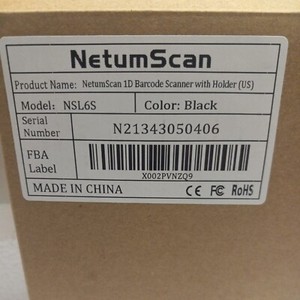 NetumScan
Product Name: NetumScan 1D Barcode Scanner with Holder (US)
Model: NSL6S Color: Black
Serial Number N21343050406
FBA Label X002PVNZQ9
MADE IN CHINA CE FC RoHS